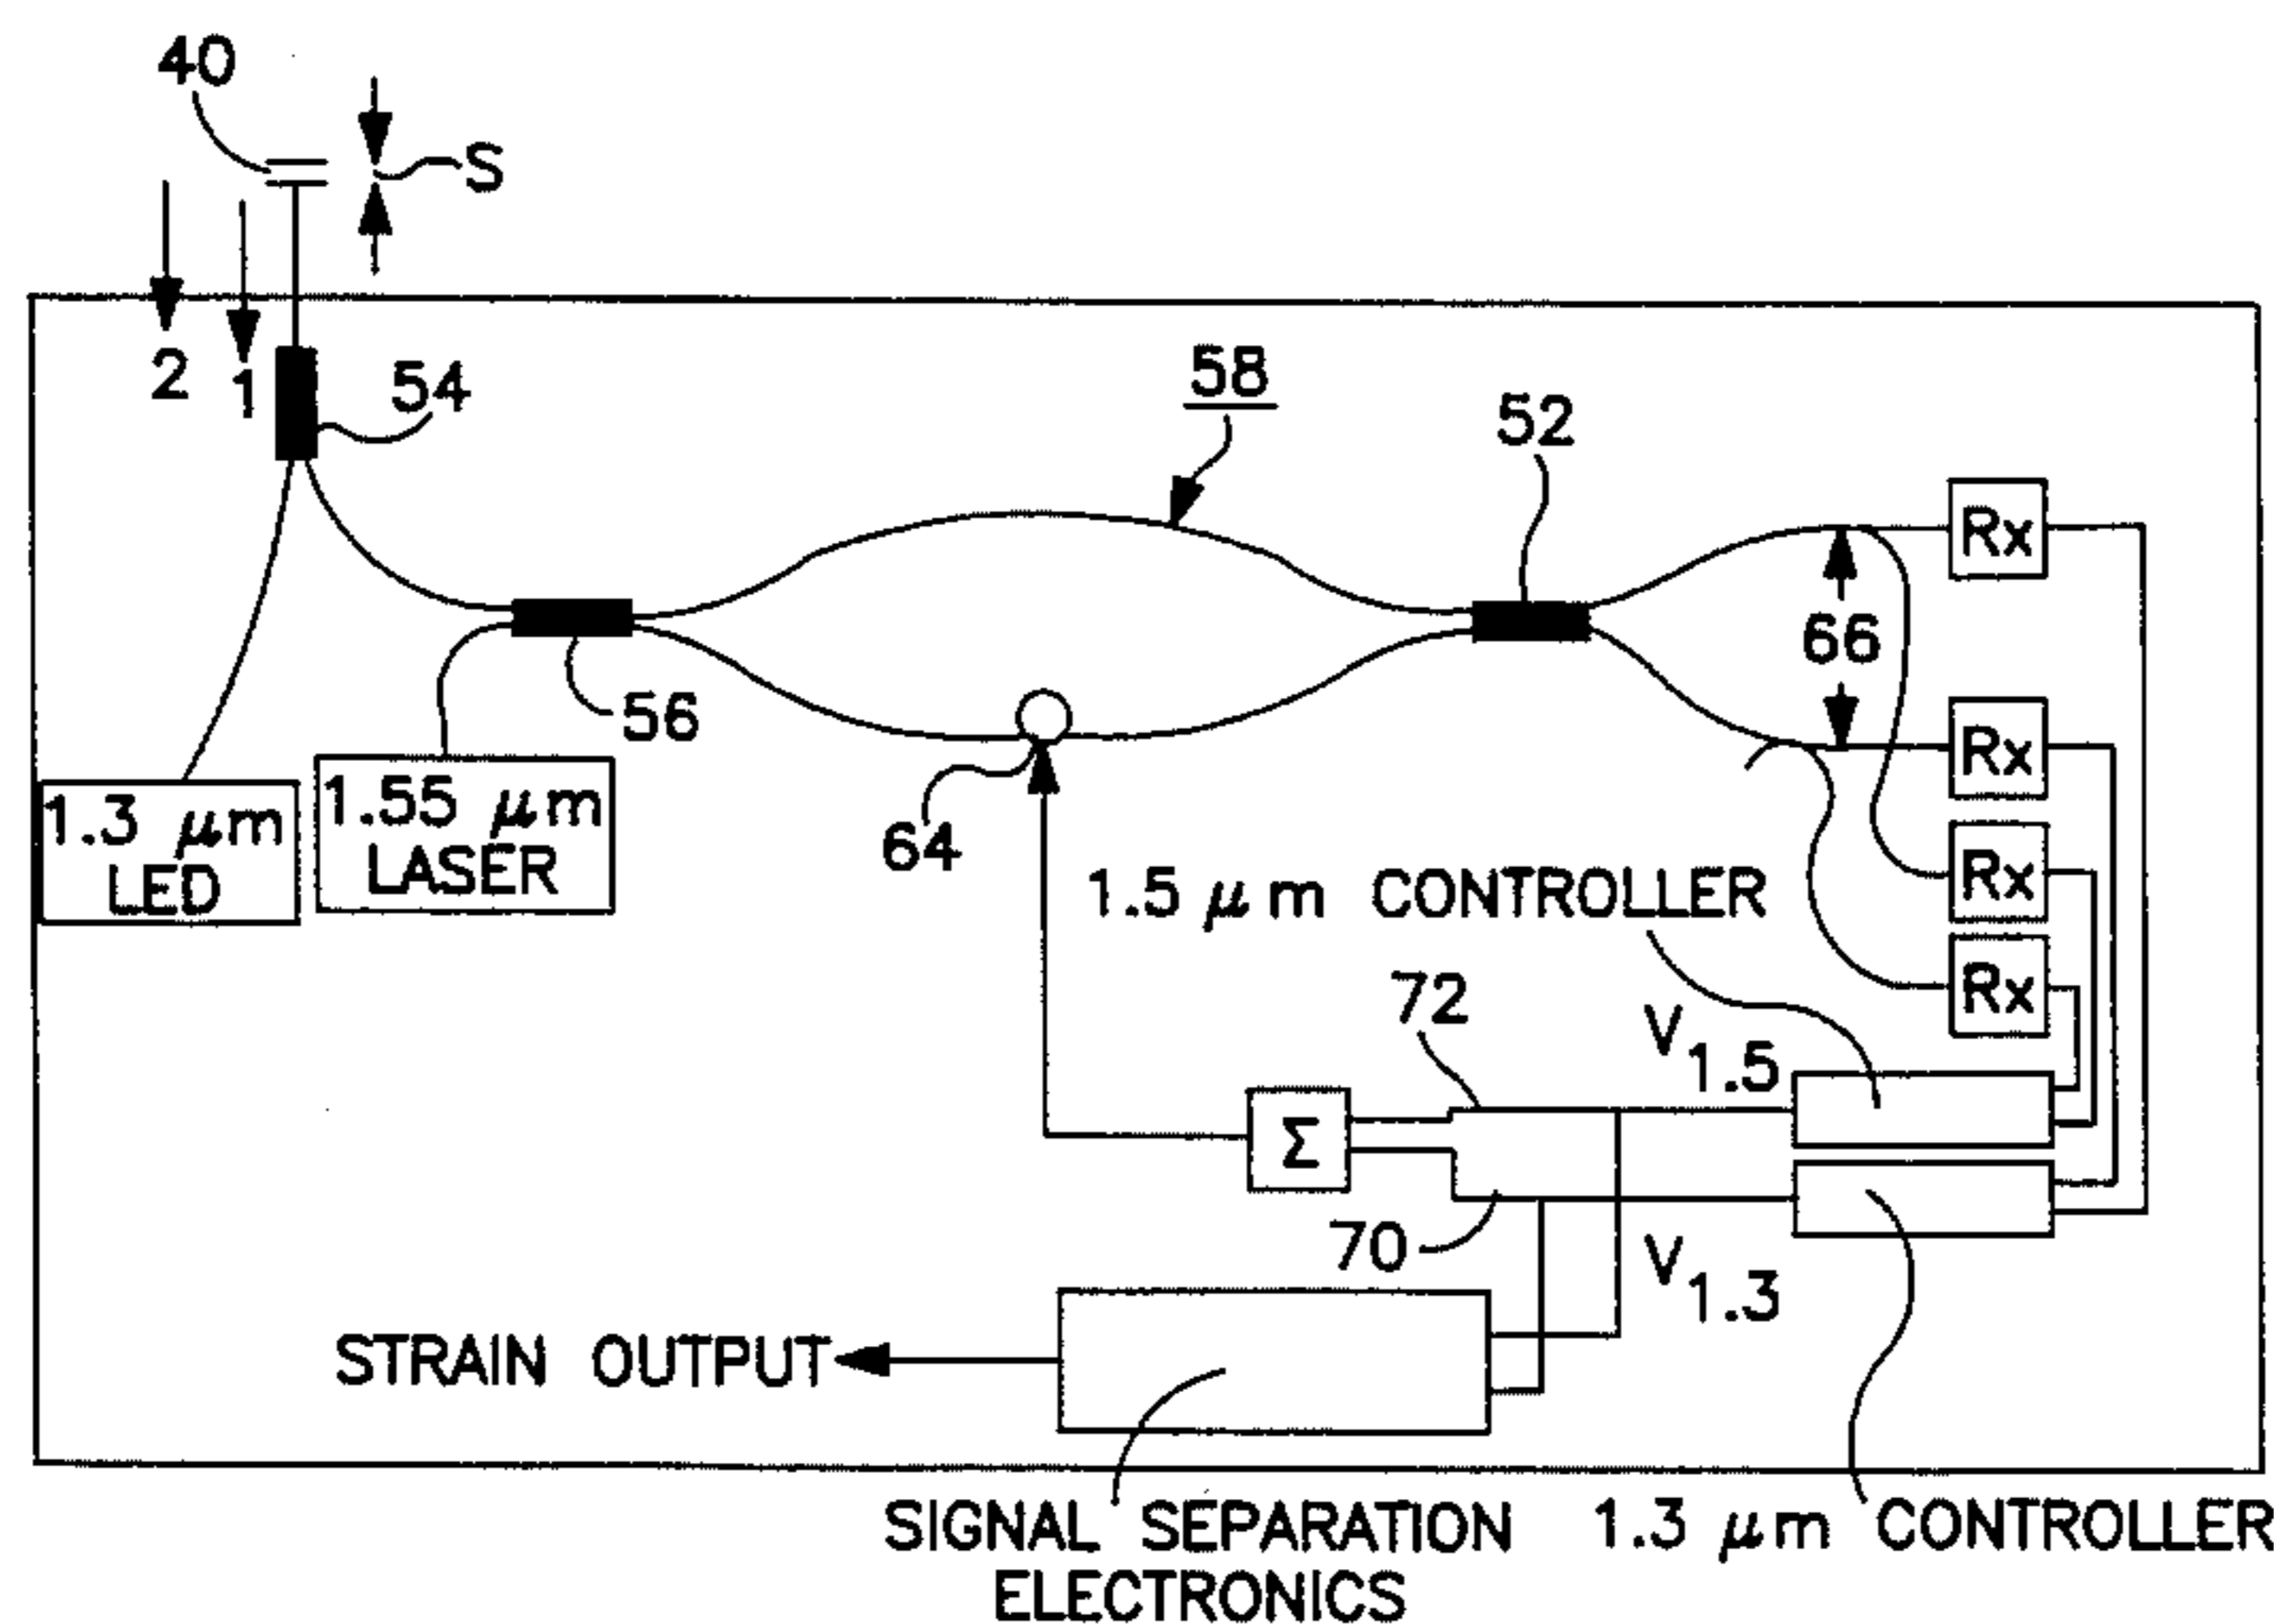 40
S
2
1
54
58
52
Rx
66
56
Rx
1.3 μm
LED
1.55 μm
LASER
64
1.5 μm CONTROLLER
Rx
72
Rx
V1.5
Σ
70
V1.3
STRAIN OUTPUT
SIGNAL SEPARATION
ELECTRONICS
1.3 μm CONTROLLER